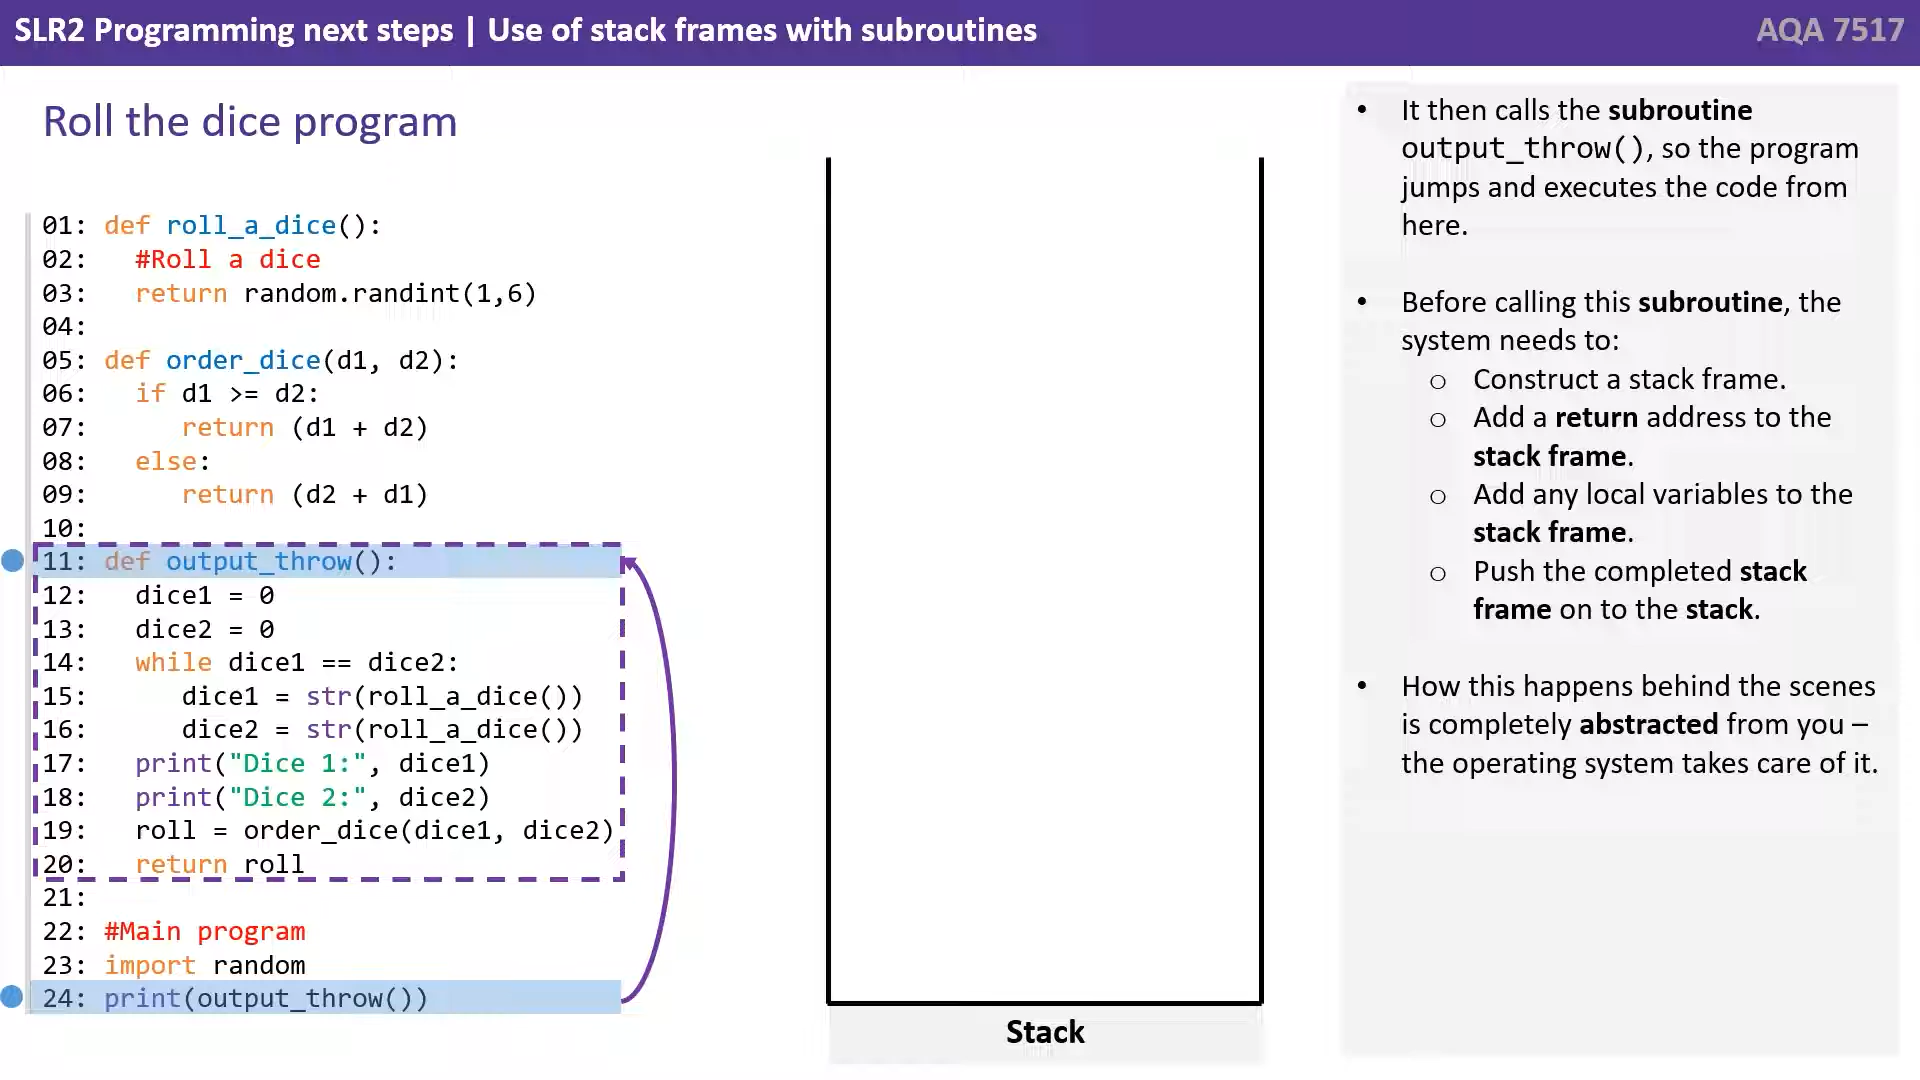 SLR2 Programming next steps | Use of stack frames with subroutines
AQA 7517
Roll the dice program
01: def roll_a_dice():
02:   #Roll a dice
03:   return random.randint(1,6)
04:
05: def order_dice(d1, d2):
06:   if d1 >= d2:
07:      return (d1 + d2)
08:   else:
09:      return (d2 + d1)
10:
11: def output_throw():
12:   dice1 = 0
13:   dice2 = 0
14:   while dice1 == dice2:
15:      dice1 = str(roll_a_dice())
16:      dice2 = str(roll_a_dice())
17:   print("Dice 1:", dice1)
18:   print("Dice 2:", dice2)
19:   roll = order_dice(dice1, dice2)
20:   return roll
21:
22: #Main program
23: import random
24: print(output_throw())
Stack
• It then calls the subroutine
output_throw(), so the program
jumps and executes the code from
here.
• Before calling this subroutine, the
system needs to:
o Construct a stack frame.
o Add a return address to the
stack frame.
o Add any local variables to the
stack frame.
o Push the completed stack
frame on to the stack.
• How this happens behind the scenes
is completely abstracted from you –
the operating system takes care of it.